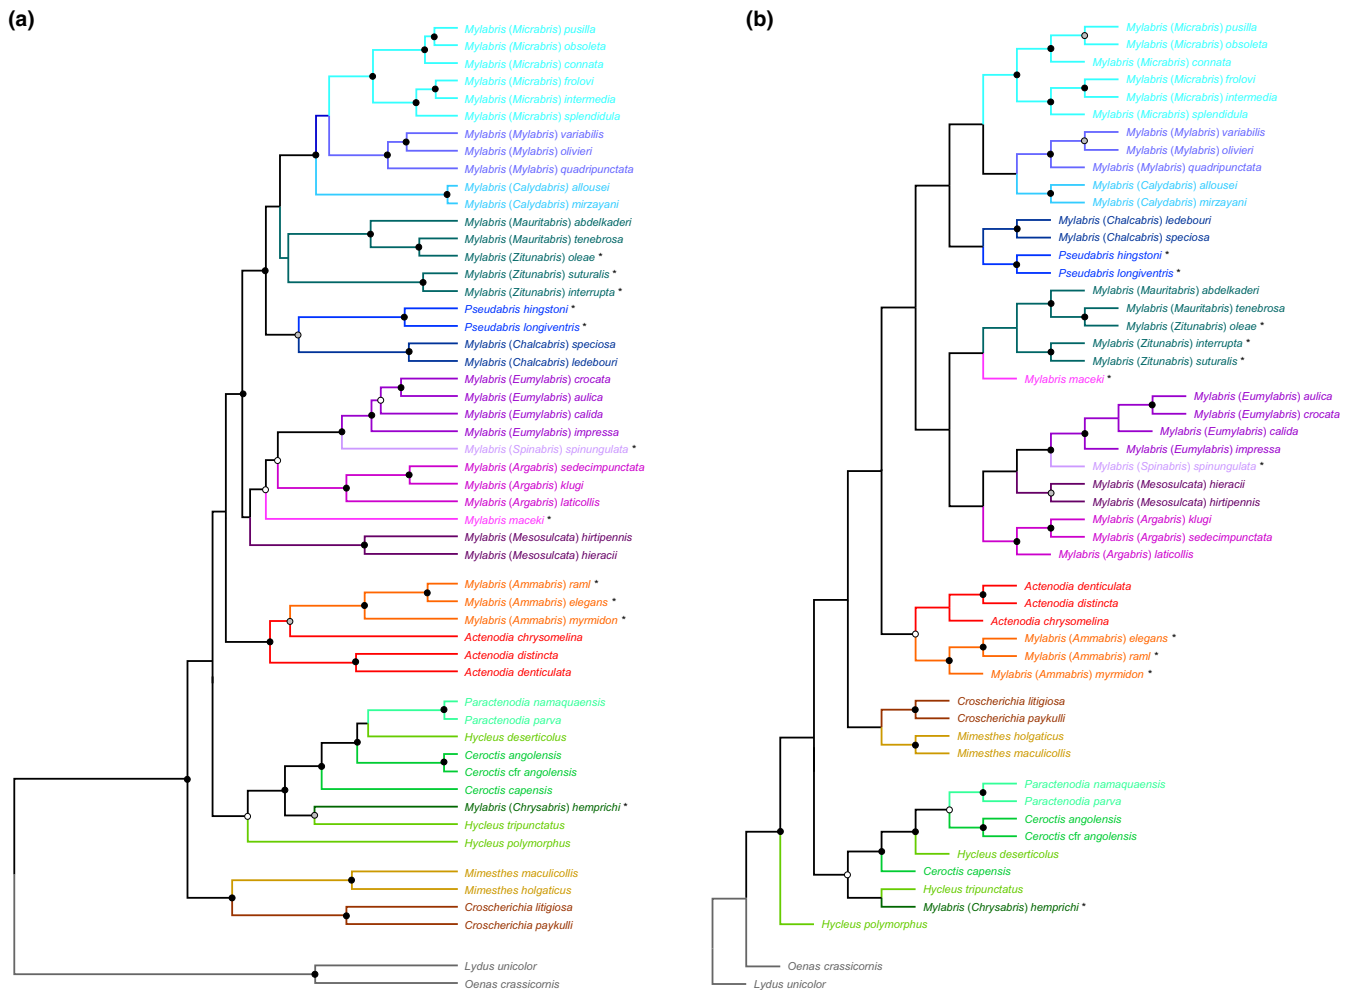 (a)
Mylabris (Micrabris) pusilla
Mylabris (Micrabris) obsoleta
Mylabris (Micrabris) connata
Mylabris (Micrabris) frolovi
Mylabris (Micrabris) intermedia
Mylabris (Micrabris) splendidula
Mylabris (Mylabris) variabilis
Mylabris (Mylabris) olivieri
Mylabris (Mylabris) quadripunctata
Mylabris (Calydabris) allousei
Mylabris (Calydabris) mirzayani
Mylabris (Mauritabris) abdelkaderi
Mylabris (Mauritabris) tenebrosa
Mylabris (Zitunabris) oleae *
Mylabris (Zitunabris) suturalis *
Mylabris (Zitunabris) interrupta *
Pseudabris hingstoni *
Pseudabris longiventris *
Mylabris (Chalcabris) speciosa
Mylabris (Chalcabris) ledebouri
Mylabris (Eumylabris) crocata
Mylabris (Eumylabris) aulica
Mylabris (Eumylabris) calida
Mylabris (Eumylabris) impressa
Mylabris (Spinabris) spinungulata *
Mylabris (Argabris) sedecimpunctata
Mylabris (Argabris) klugi
Mylabris (Argabris) laticollis
Mylabris maceki *
Mylabris (Mesosulcata) hirtipennis
Mylabris (Mesosulcata) hieracii
Mylabris (Ammabris) raml *
Mylabris (Ammabris) elegans *
Mylabris (Ammabris) myrmidon *
Actenodia chrysomelina
Actenodia distincta
Actenodia denticulata
Paractenodia namaquaensis
Paractenodia parva
Hycleus deserticolus
Ceroctis angolensis
Ceroctis cfr angolensis
Ceroctis capensis
Mylabris (Chrysabris) hemprichi *
Hycleus tripunctatus
Hycleus polymorphus
Mimesthes maculicollis
Mimesthes holgaticus
Croscherichia litigiosa
Croscherichia paykulli
Lydus unicolor
Oenas crassicornis
(b)
Mylabris (Micrabris) pusilla
Mylabris (Micrabris) obsoleta
Mylabris (Micrabris) connata
Mylabris (Micrabris) frolovi
Mylabris (Micrabris) intermedia
Mylabris (Micrabris) splendidula
Mylabris (Mylabris) variabilis
Mylabris (Mylabris) olivieri
Mylabris (Mylabris) quadripunctata
Mylabris (Calydabris) allousei
Mylabris (Calydabris) mirzayani
Mylabris (Chalcabris) ledebouri
Mylabris (Chalcabris) speciosa
Pseudabris hingstoni *
Pseudabris longiventris *
Mylabris (Mauritabris) abdelkaderi
Mylabris (Mauritabris) tenebrosa
Mylabris (Zitunabris) oleae *
Mylabris (Zitunabris) interrupta *
Mylabris (Zitunabris) suturalis *
Mylabris maceki *
Mylabris (Eumylabris) aulica
Mylabris (Eumylabris) crocata
Mylabris (Eumylabris) calida
Mylabris (Eumylabris) impressa
Mylabris (Spinabris) spinungulata *
Mylabris (Mesosulcata) hieracii
Mylabris (Mesosulcata) hirtipennis
Mylabris (Argabris) klugi
Mylabris (Argabris) sedecimpunctata
Mylabris (Argabris) laticollis
Actenodia denticulata
Actenodia distincta
Actenodia chrysomelina
Mylabris (Ammabris) elegans *
Mylabris (Ammabris) raml *
Mylabris (Ammabris) myrmidon *
Croscherichia litigiosa
Croscherichia paykulli
Mimesthes holgaticus
Mimesthes maculicollis
Paractenodia namaquaensis
Paractenodia parva
Ceroctis angolensis
Ceroctis cfr angolensis
Hycleus deserticolus
Ceroctis capensis
Hycleus tripunctatus
Mylabris (Chrysabris) hemprichi *
Hycleus polymorphus
Oenas crassicornis
Lydus unicolor